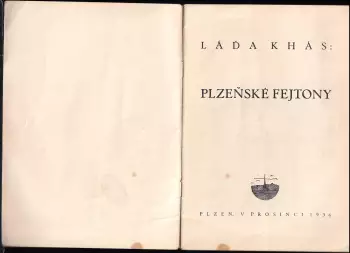 LÁĎA KHÁS:
PLZEŇSKÉ FEJTONY
PLZEŇ, V PROSINCI 1934